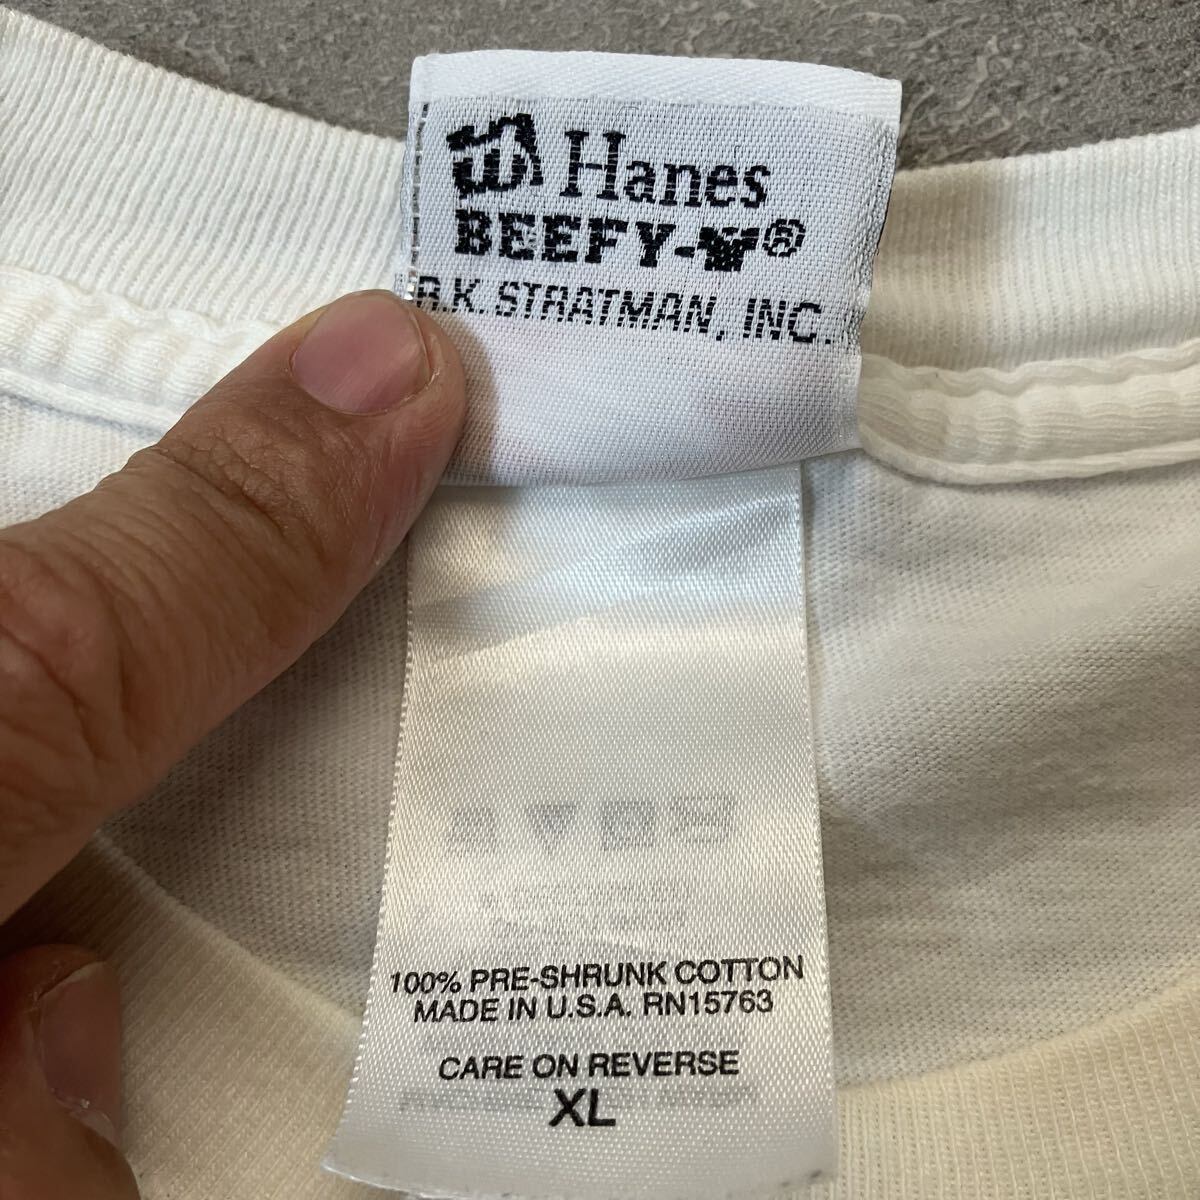 Hanes
BEEFY-T®
R.K. STRATMAN, INC.
100% PRE-SHRUNK COTTON
MADE IN U.S.A. RN15763
CARE ON REVERSE
XL